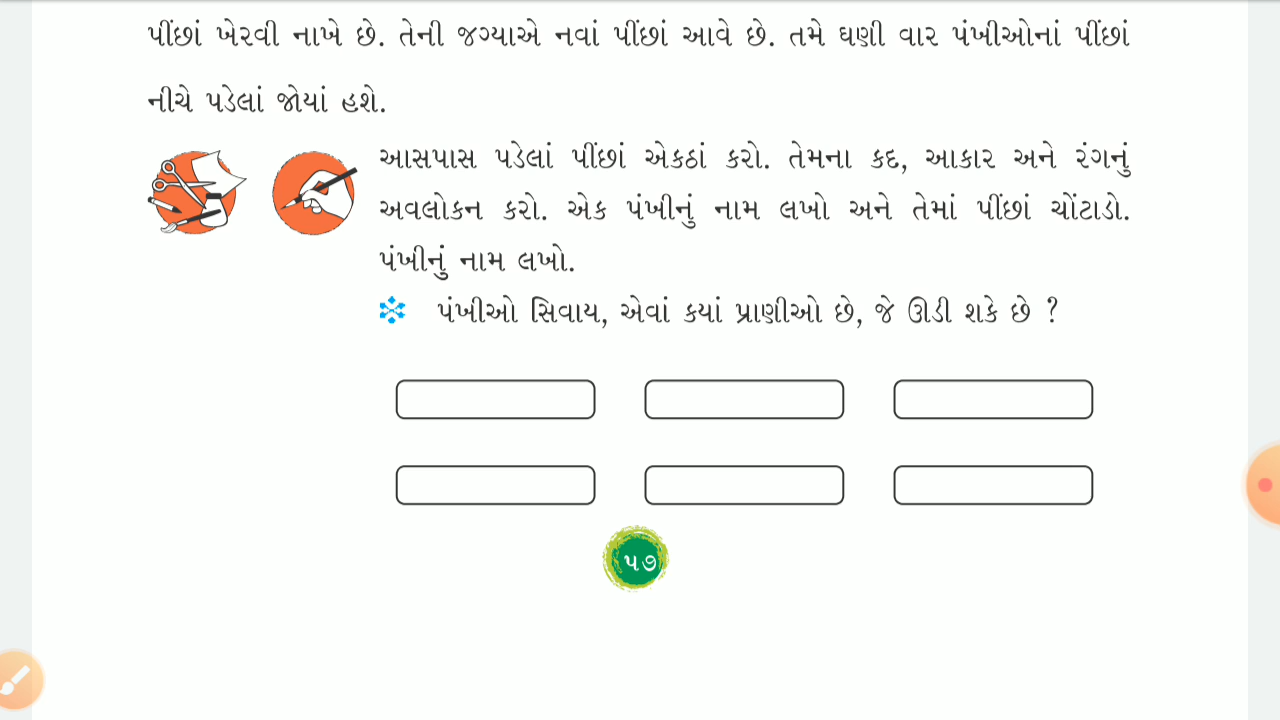 પીંછાં ખેરવી નાખે છે. તેની જગ્યાએ નવાં પીંછાં આવે છે. તમે ઘણી વાર પંખીઓનાં પીંછાં
નીચે પડેલાં જોયાં હશે.
આસપાસ પડેલાં પીંછાં એકઠાં કરો. તેમના કદ, આકાર અને રંગનું
અવલોકન કરો. એક પંખીનું નામ લખો અને તેમાં પીંછાં ચોંટાડો.
પંખીનું નામ લખો.
પંખીઓ સિવાય, એવાં કયાં પ્રાણીઓ છે, જે ઊડી શકે છે ?
૫૭